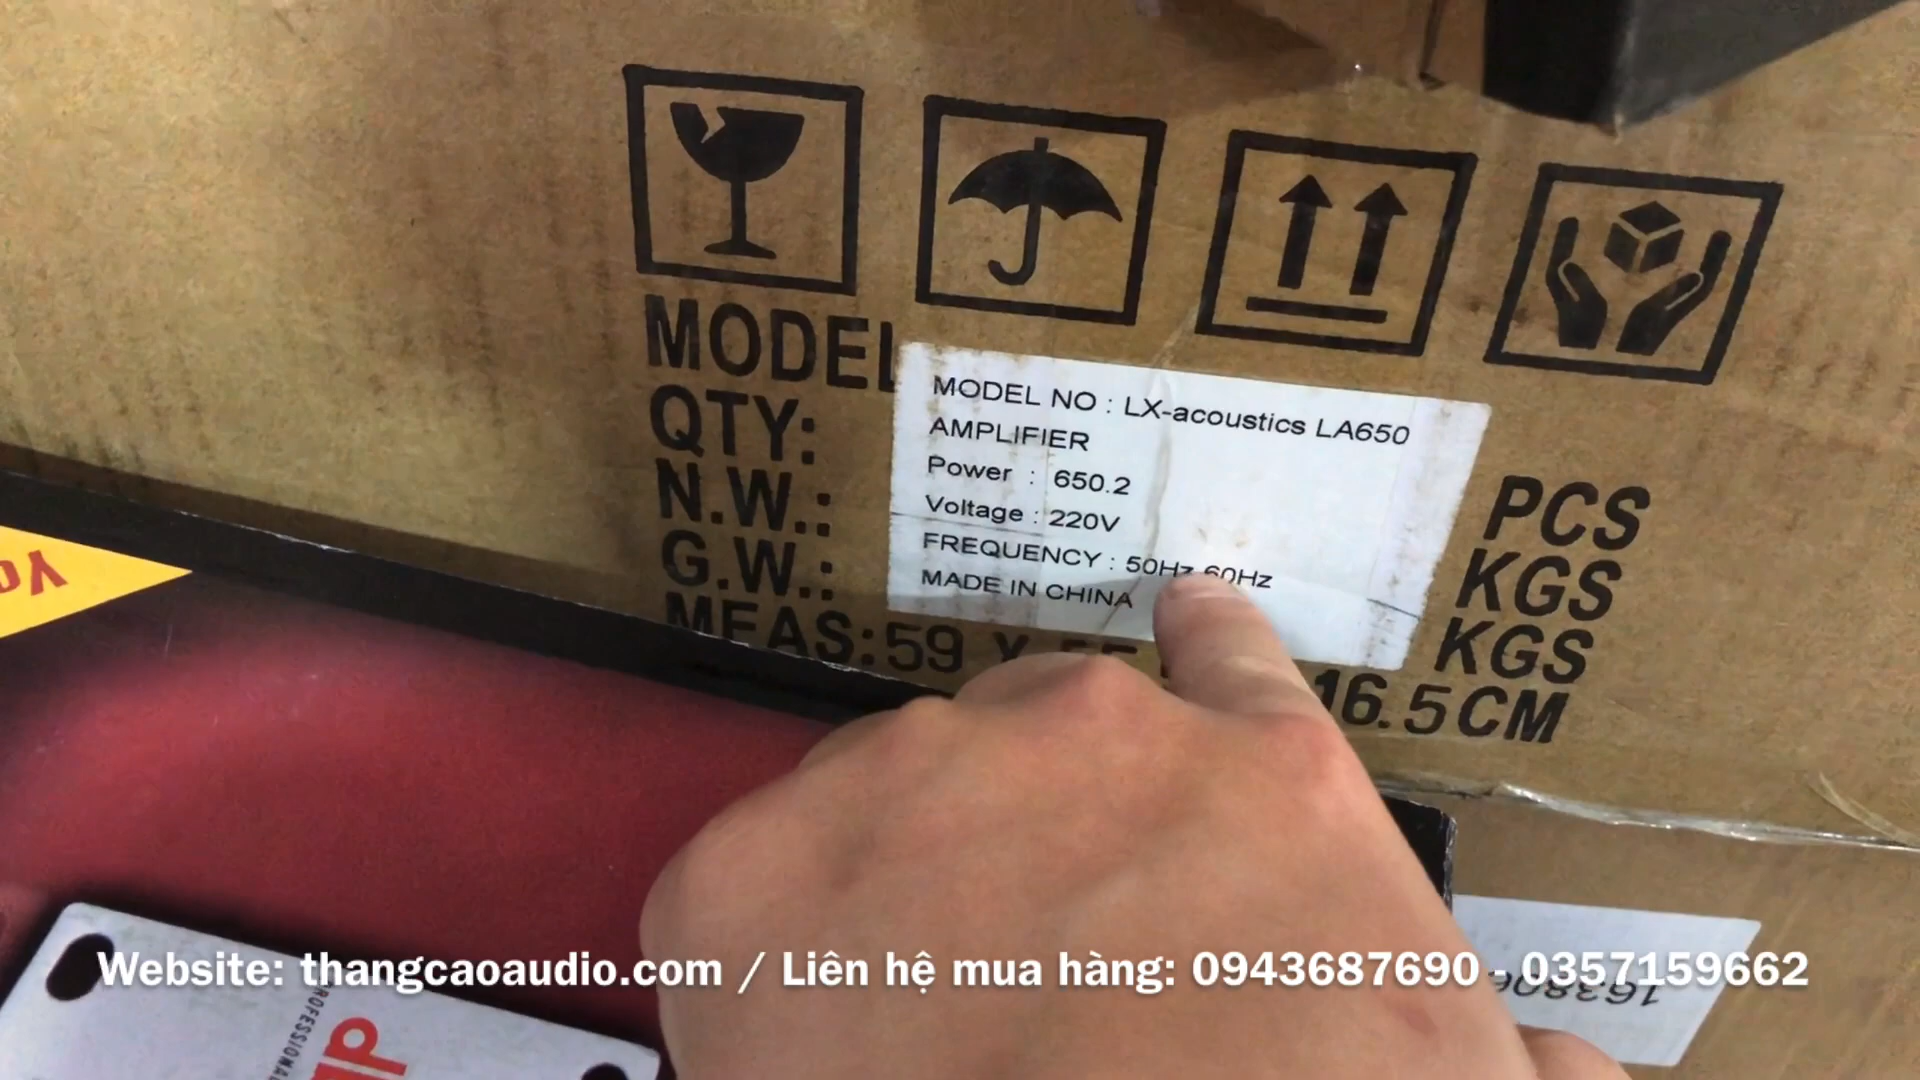 MODEL
QTY:
PCS
N.W.:
KGS
G.W.:
KGS
MEAS:59 X 55
16.5CM
MODEL NO : LX-acoustics LA650
AMPLIFIER
Power : 650.2
Voltage : 220V
FREQUENCY : 50Hz 60Hz
MADE IN CHINA
Website: thangcaoaudio.com / Liên hệ mua hàng: 0943687690 - 0357159662